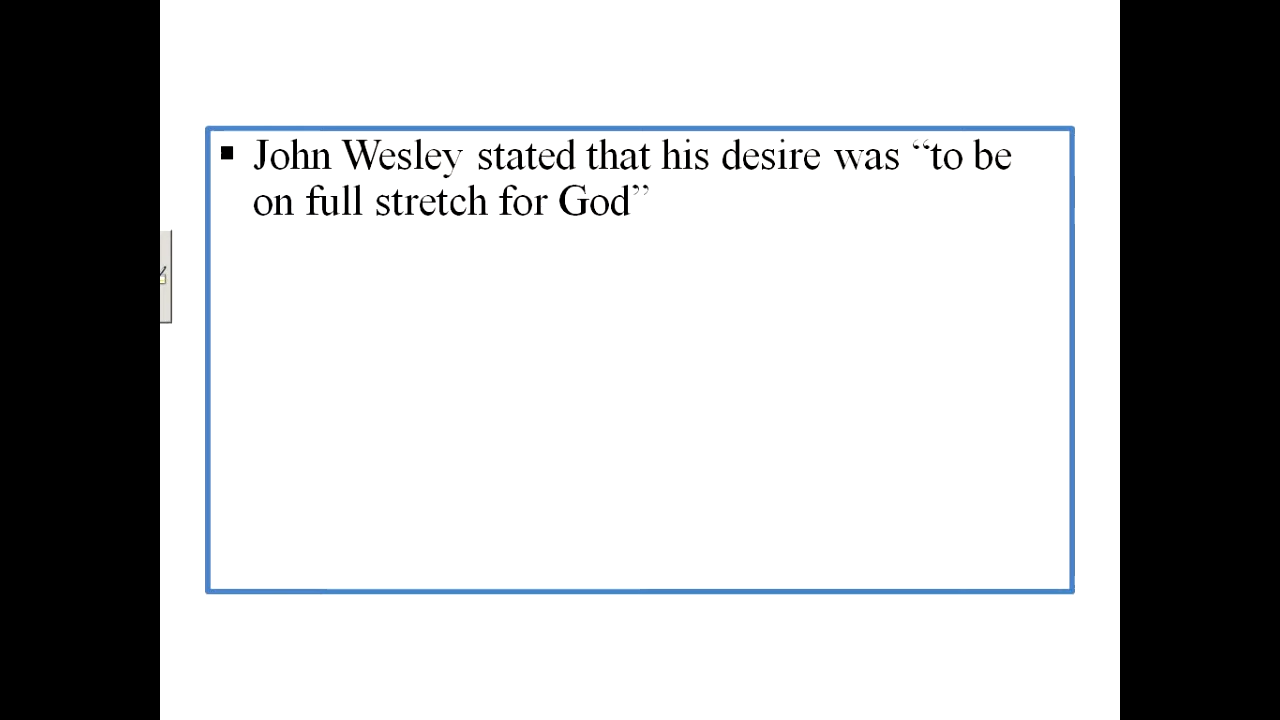 ▪ John Wesley stated that his desire was “to be
on full stretch for God”